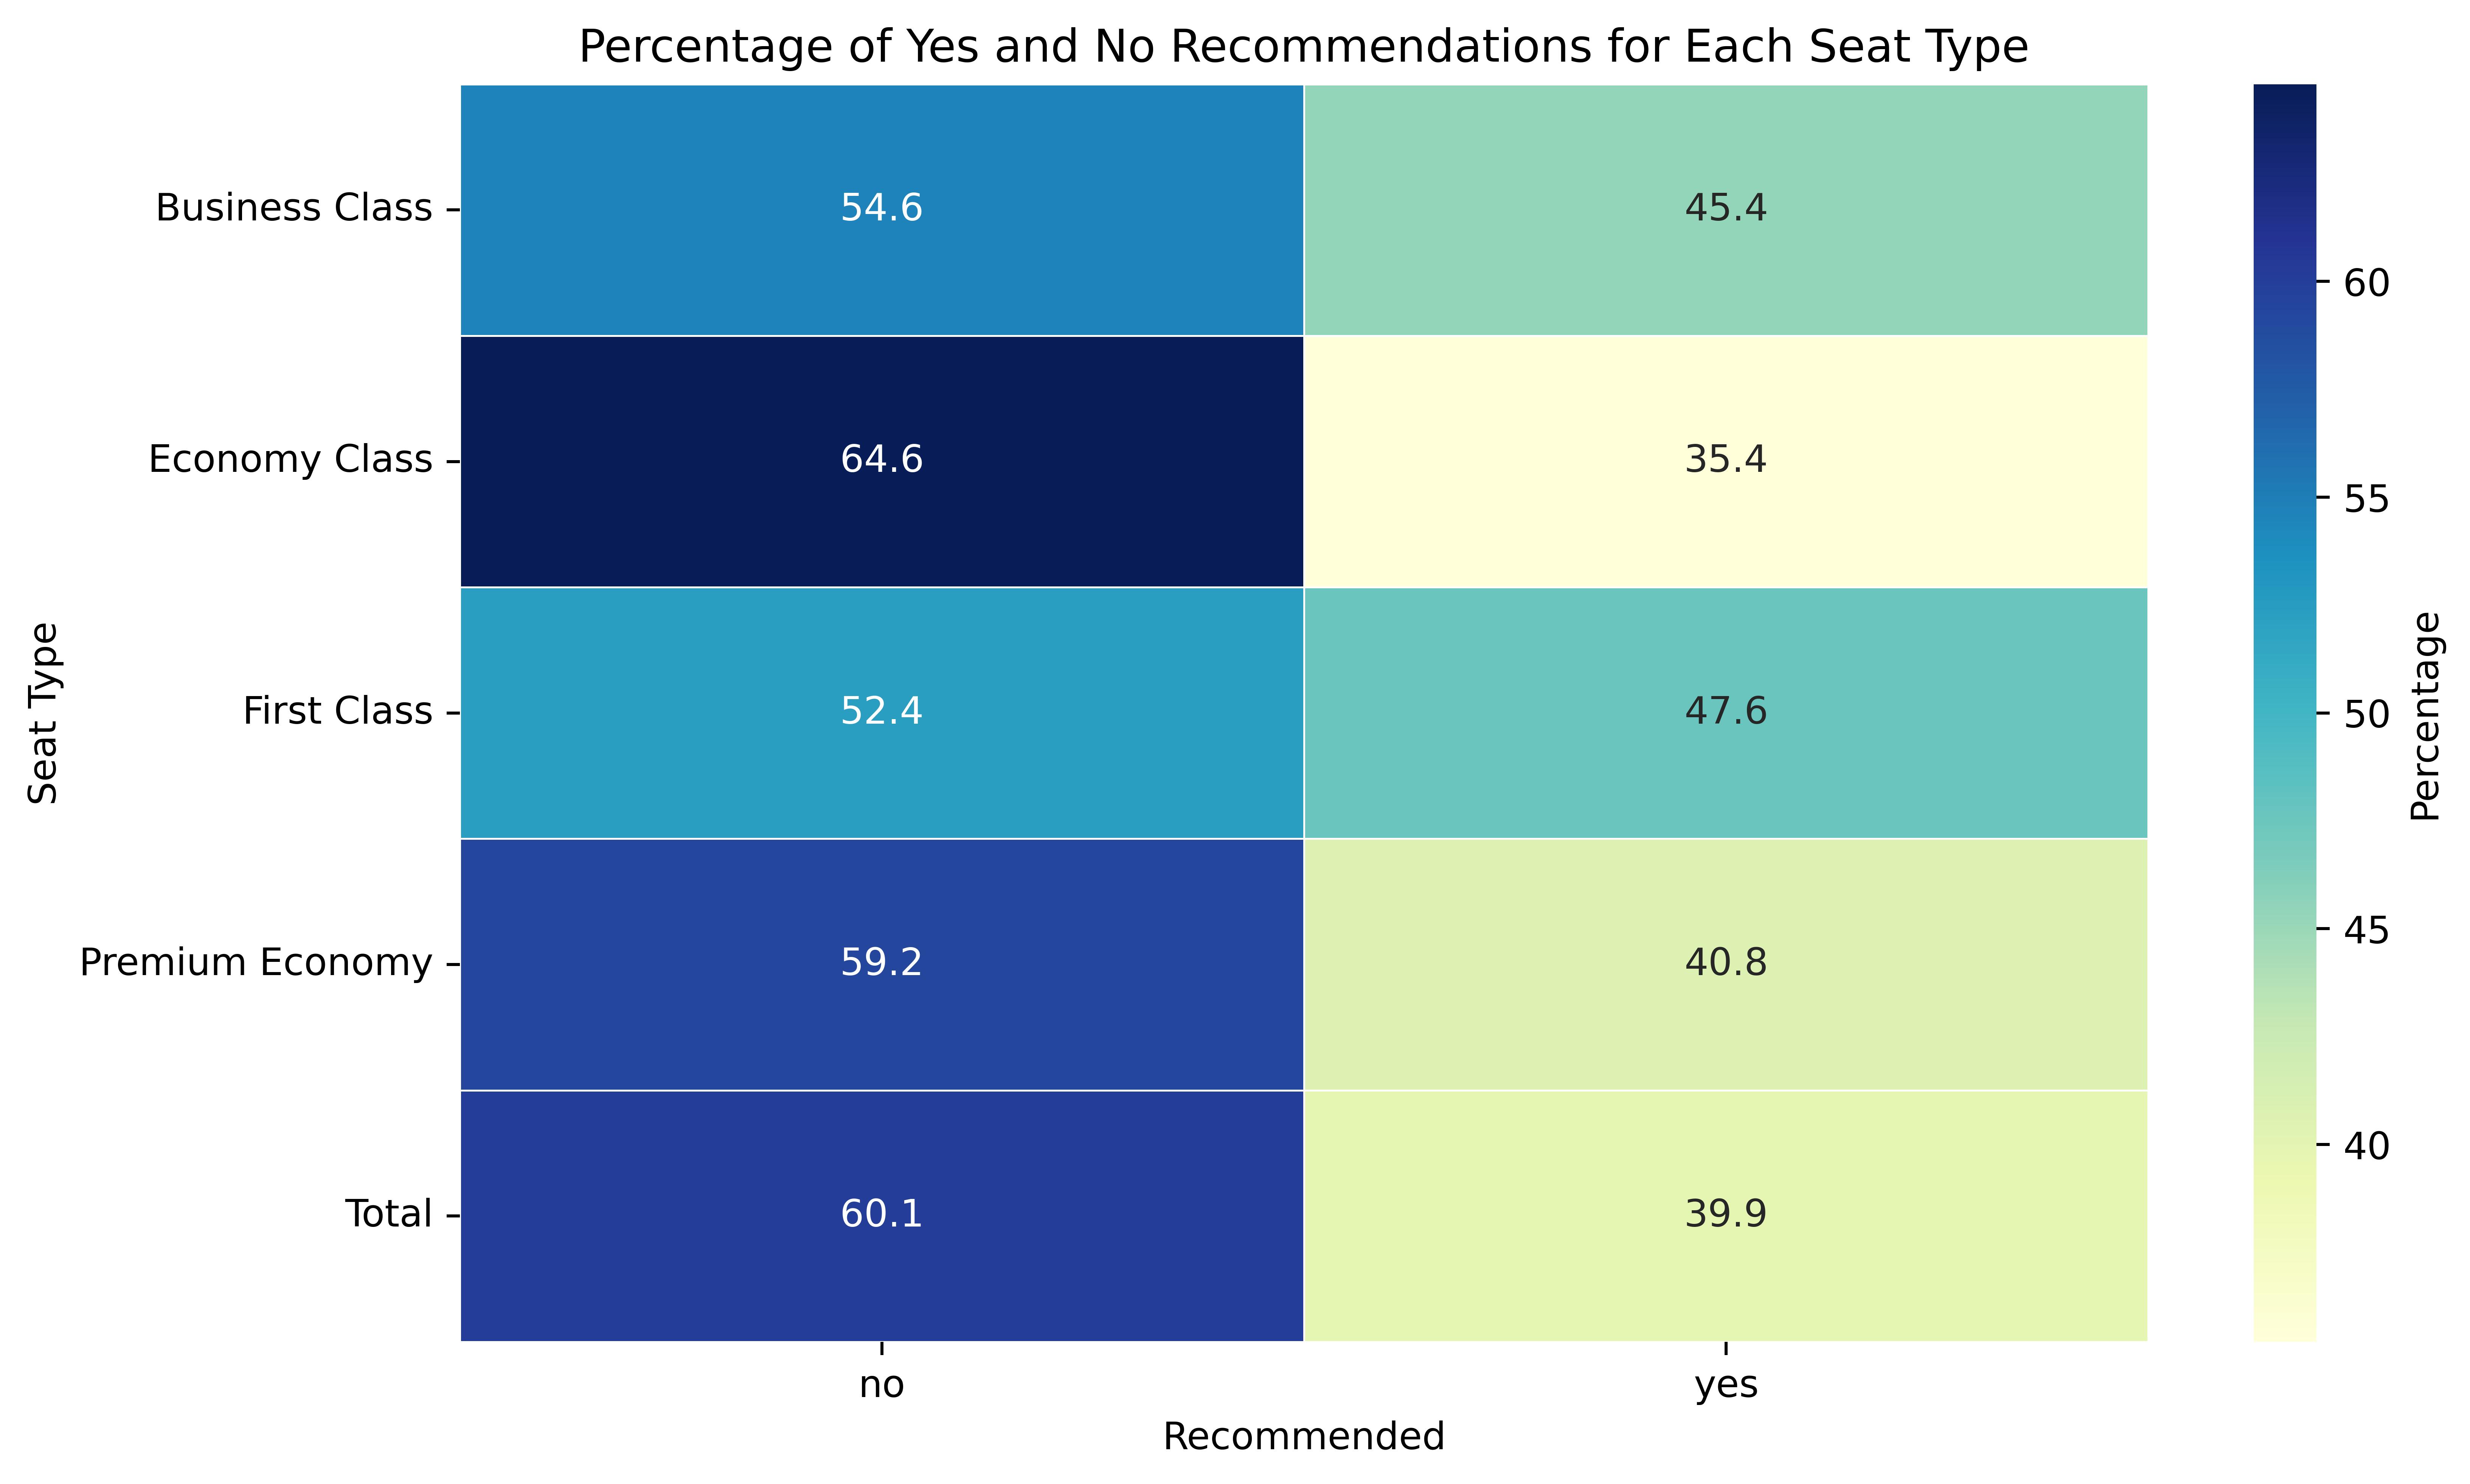 Percentage of Yes and No Recommendations for Each Seat Type
Business Class
54.6
45.4
60
Economy Class
64.6
35.4
55
First Class
52.4
47.6
50
Seat Type
Percentage
Premium Economy
59.2
40.8
45
40
Total
60.1
39.9
no
yes
Recommended